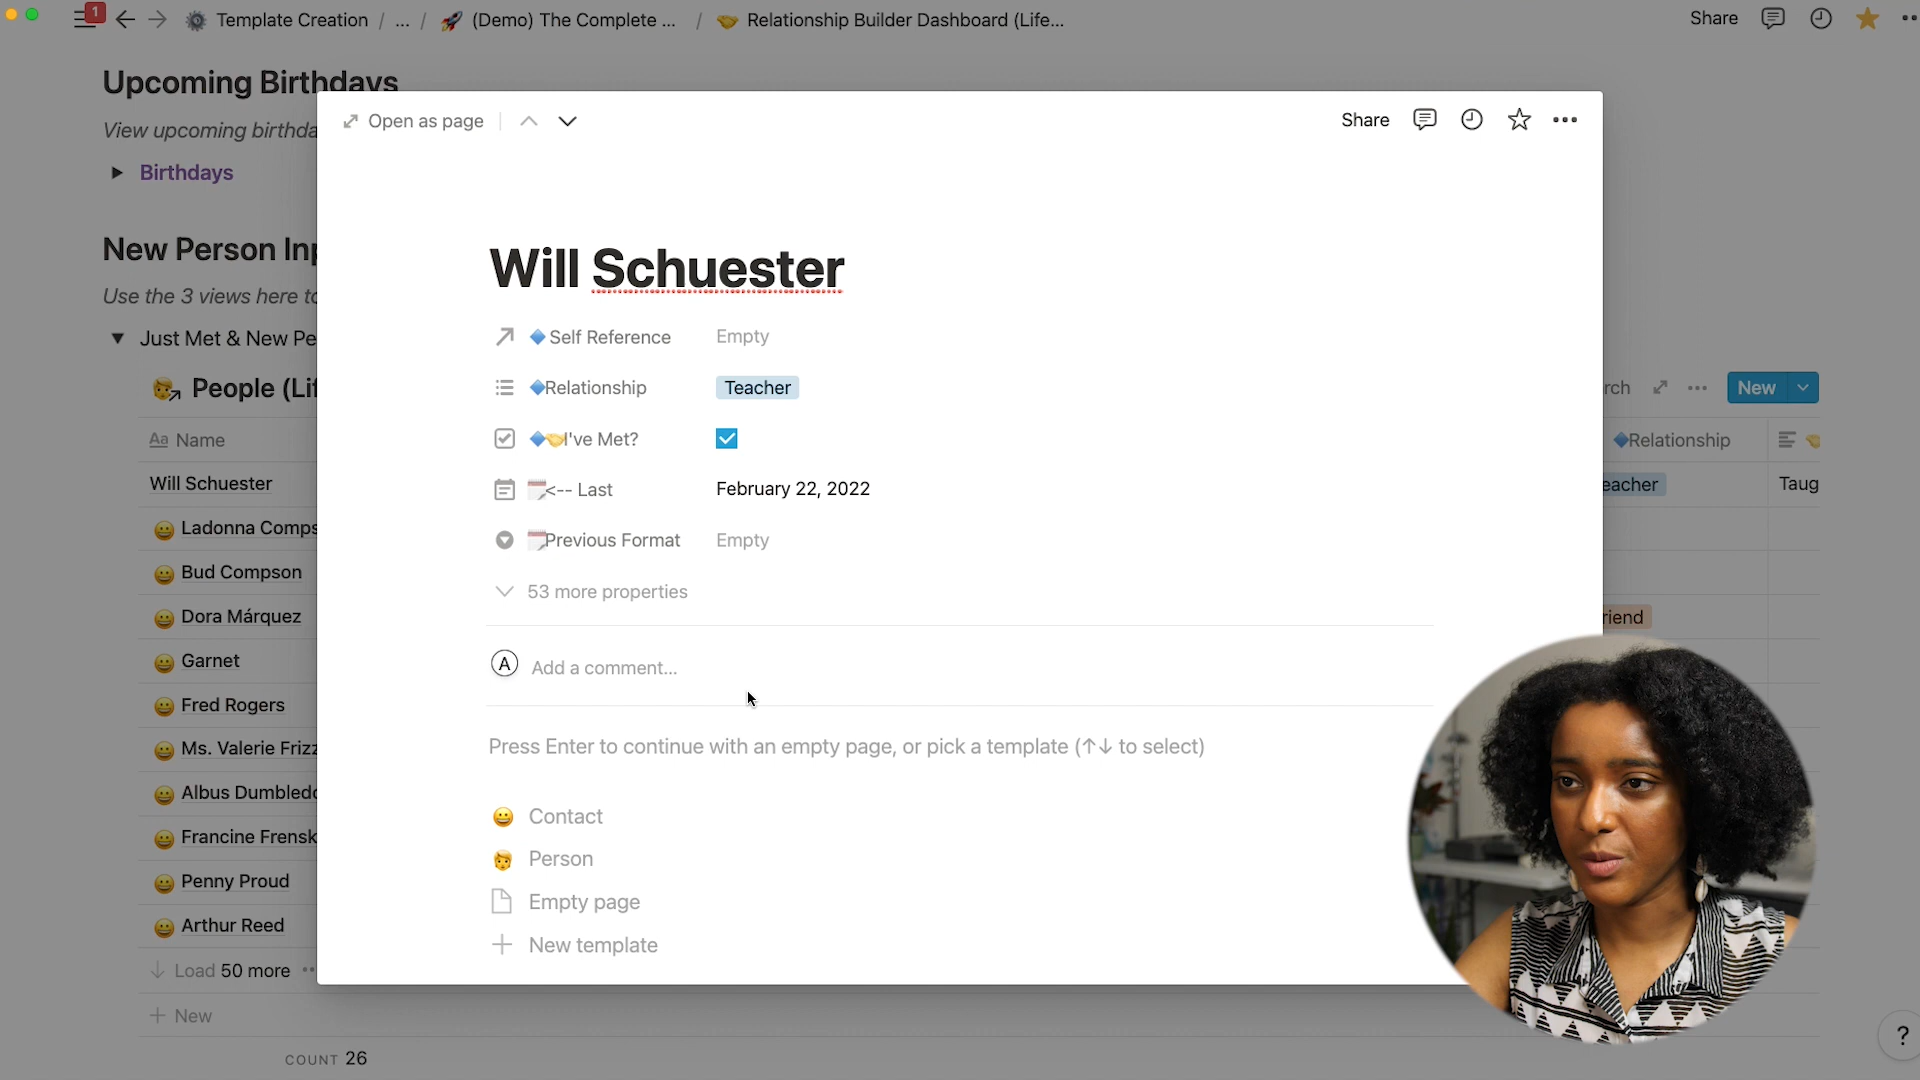 1
Template Creation / ... / (Demo) The Complete ... / Relationship Builder Dashboard (Life...
Share
Upcoming Birthdays
View upcoming birthda
Birthdays
New Person Inp
Use the 3 views here to
Just Met & New Pe
People (Lif
Aa Name
Will Schuester
Ladonna Comps
Bud Compson
Dora Márquez
Garnet
Fred Rogers
Ms. Valerie Frizz
Albus Dumbledo
Francine Frensk
Penny Proud
Arthur Reed
Load 50 more
New
COUNT 26
Open as page
Share
Will Schuester
Self Reference Empty
Relationship Teacher
I've Met?
<-- Last February 22, 2022
Previous Format Empty
53 more properties
A Add a comment...
Press Enter to continue with an empty page, or pick a template (↑↓ to select)
Contact
Person
Empty page
New template
rch
New
Relationship
eacher
Taug
riend
?